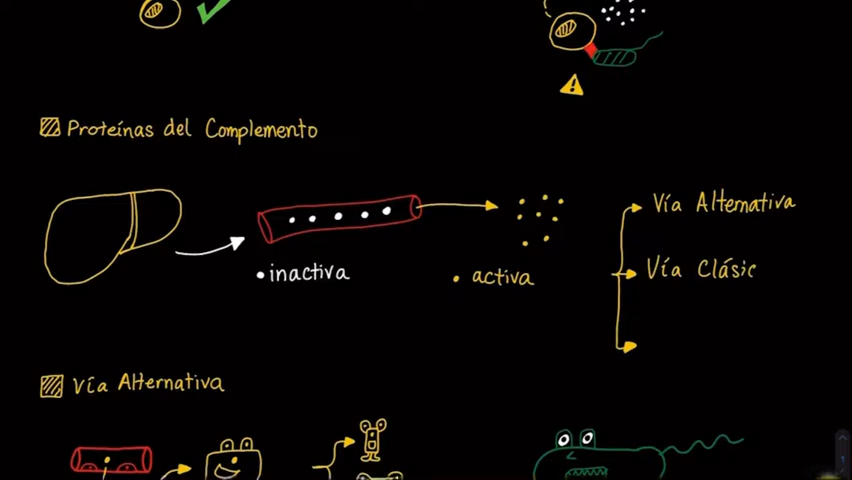 Proteínas del Complemento
Vía Alternativa
Vía Clásic
• inactiva
• activa
Vía Alternativa